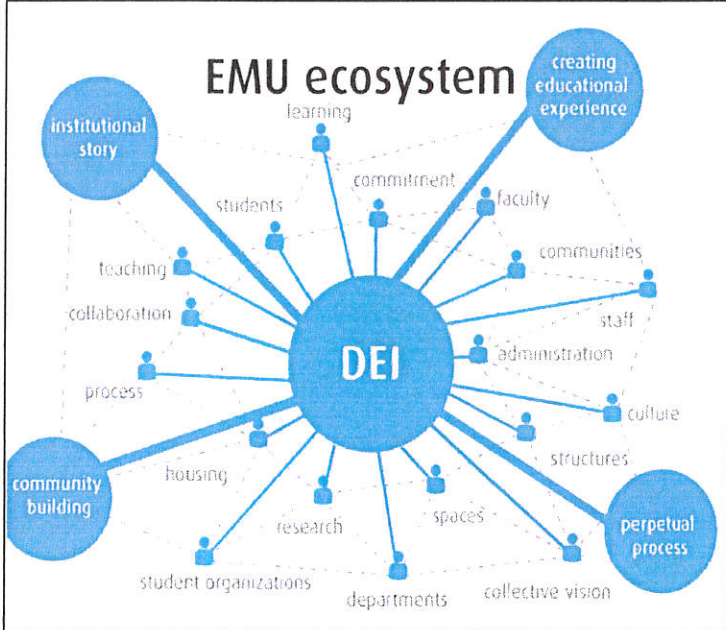 EMU ecosystem
creating
educational
experience
institutional
story
learning
commitment
students
faculty
teaching
communities
collaboration
staff
DEI
administration
process
culture
housing
structures
community
building
research
spaces
perpetual
process
student organizations
departments
collective vision